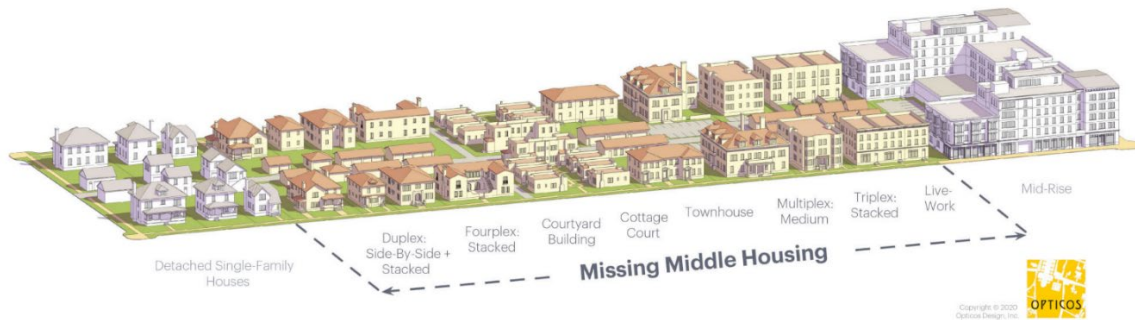 Detached Single-Family
Houses
Duplex:
Side-By-Side +
Stacked
Fourplex:
Stacked
Courtyard
Building
Cottage
Court
Townhouse
Multiplex:
Medium
Triplex:
Stacked
Live-
Work
Mid-Rise
Missing Middle Housing
Copyright © 2020
Opticos Design, Inc.
OPTICOS